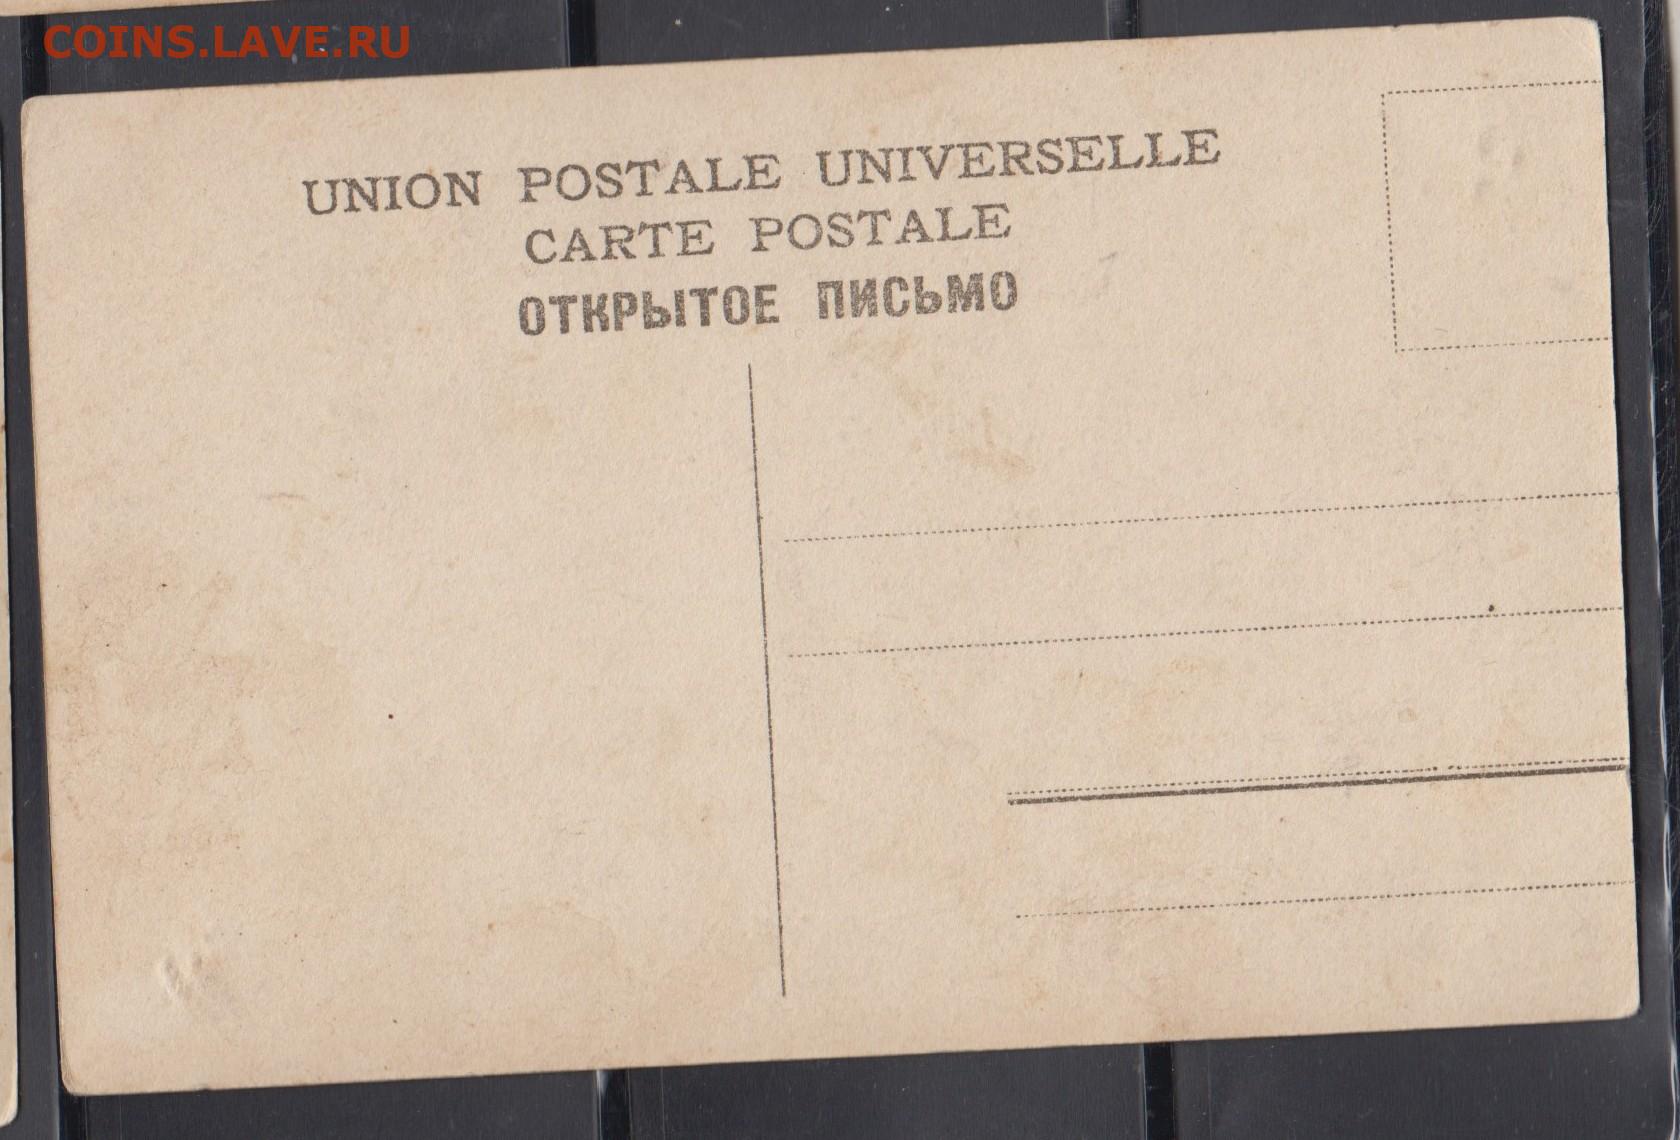 COINS.LAVE.RU
UNION POSTALE UNIVERSELLE
CARTE POSTALE
ОТКРЫТОЕ ПИСЬМО